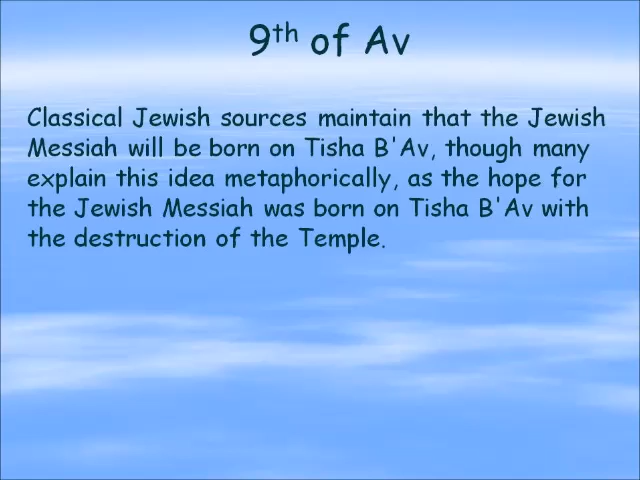 9th of Av
Classical Jewish sources maintain that the Jewish
Messiah will be born on Tisha B'Av, though many
explain this idea metaphorically, as the hope for
the Jewish Messiah was born on Tisha B'Av with
the destruction of the Temple.